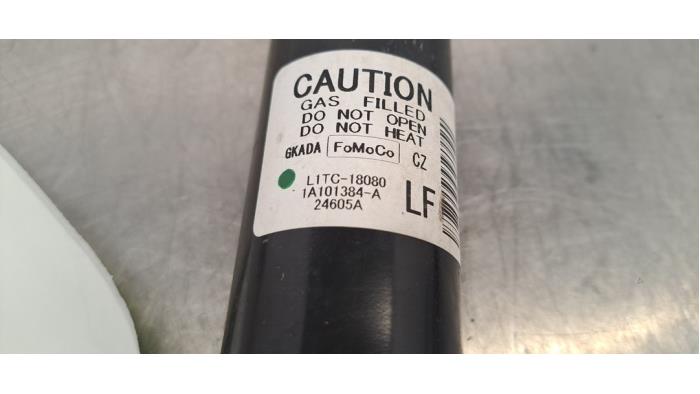 CAUTION
GAS FILLED
DO NOT OPEN
DO NOT HEAT
GKADA FoMoCo CZ
L1TC-18080
1A101384-A
24605A
LF